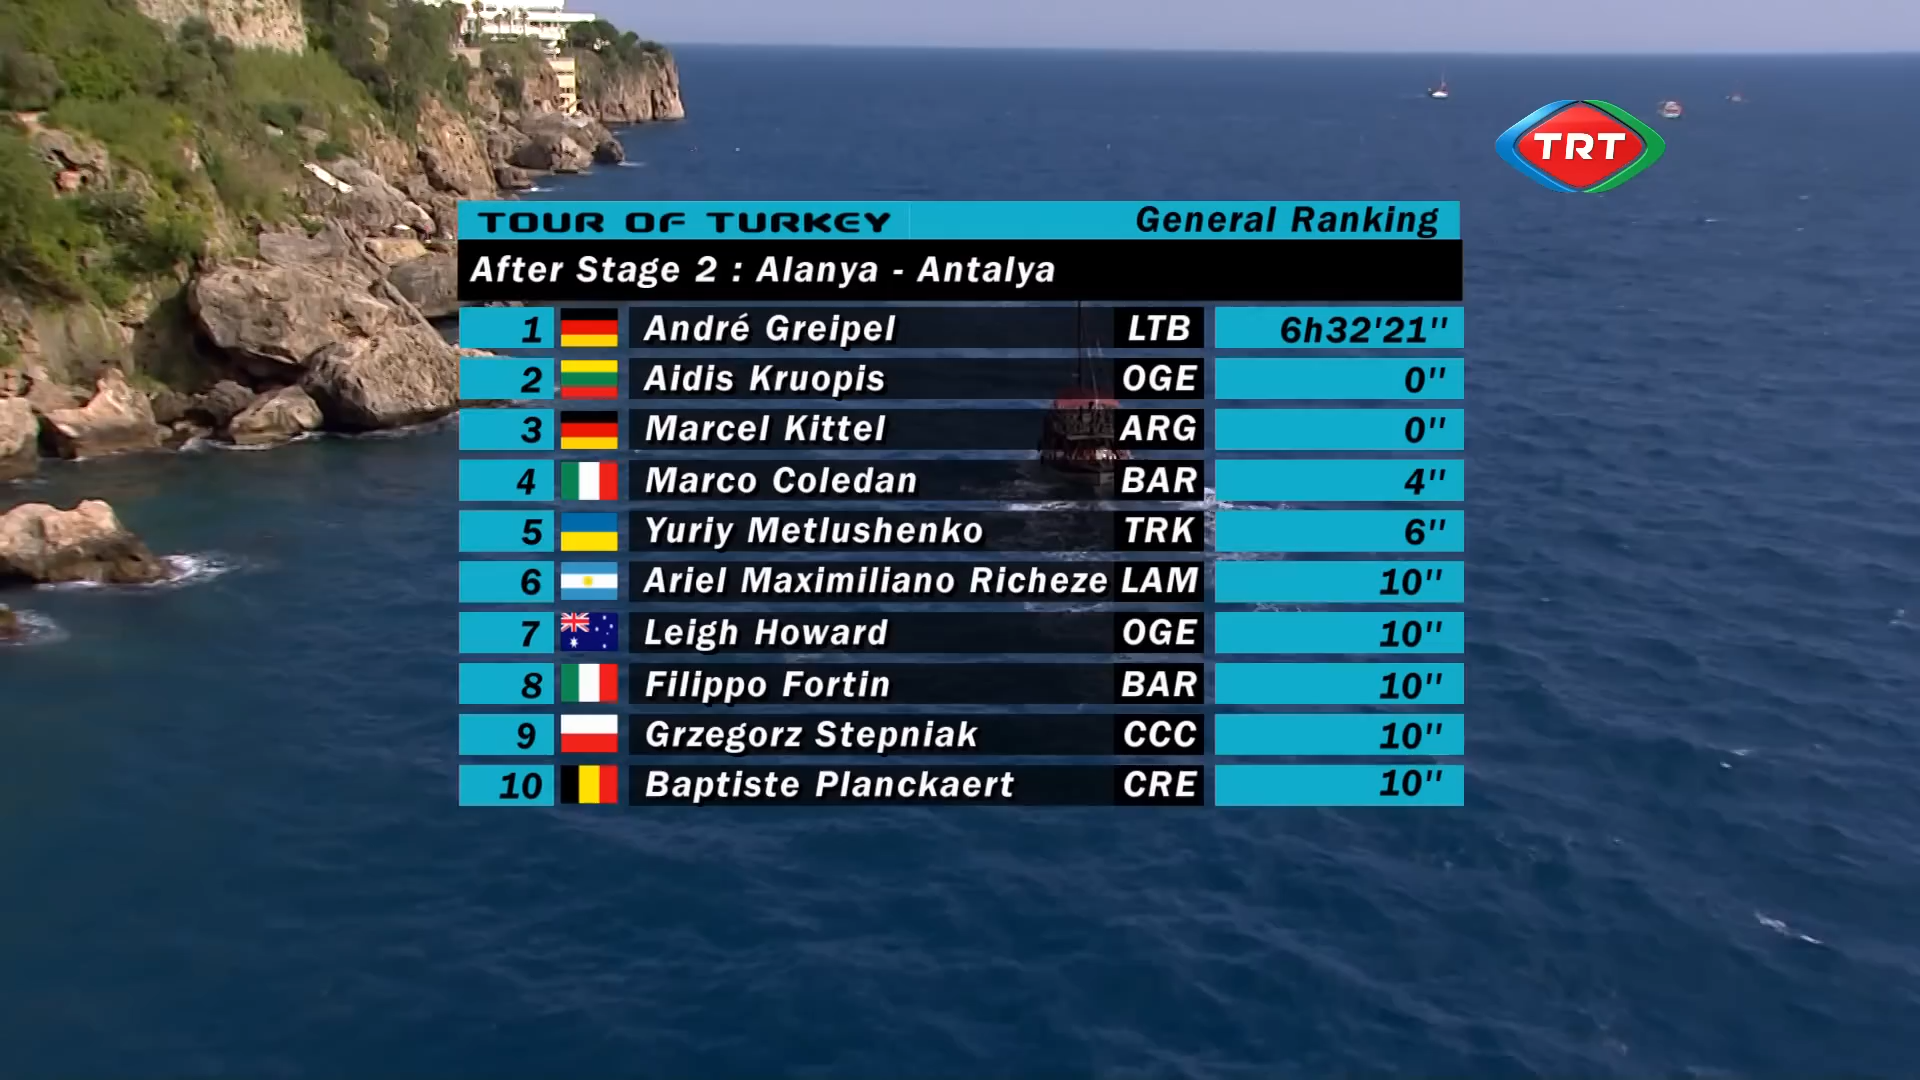 TRT
TOUR OF TURKEY General Ranking
After Stage 2 : Alanya - Antalya
1 André Greipel LTB 6h32'21''
2 Aidis Kruopis OGE 0''
3 Marcel Kittel ARG 0''
4 Marco Coledan BAR 4''
5 Yuriy Metlushenko TRK 6''
6 Ariel Maximiliano Richeze LAM 10''
7 Leigh Howard OGE 10''
8 Filippo Fortin BAR 10''
9 Grzegorz Stepniak CCC 10''
10 Baptiste Planckaert CRE 10''